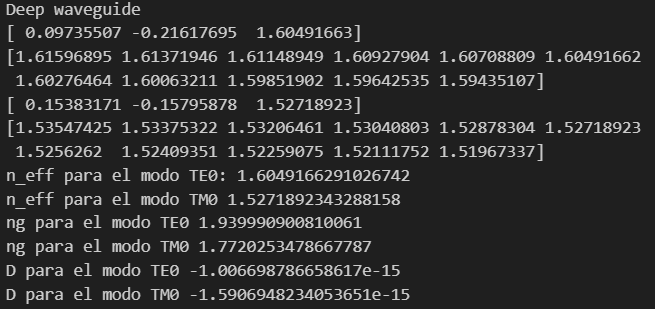 Deep waveguide
[ 0.09735507 -0.21617695  1.60491663]
[1.61596895 1.61371946 1.61148949 1.60927904 1.60708809 1.60491662
 1.60276464 1.60063211 1.59851902 1.59642535 1.59435107]
[ 0.15383171 -0.15795878  1.52718923]
[1.53547425 1.53375322 1.53206461 1.53040803 1.52878304 1.52718923
 1.5256262  1.52409351 1.52259075 1.52111752 1.51967337]
n_eff para el modo TE0: 1.6049166291026742
n_eff para el modo TM0 1.5271892343288158
ng para el modo TE0 1.939990900810061
ng para el modo TM0 1.7720253478667787
D para el modo TE0 -1.006698786658617e-15
D para el modo TM0 -1.5906948234053651e-15